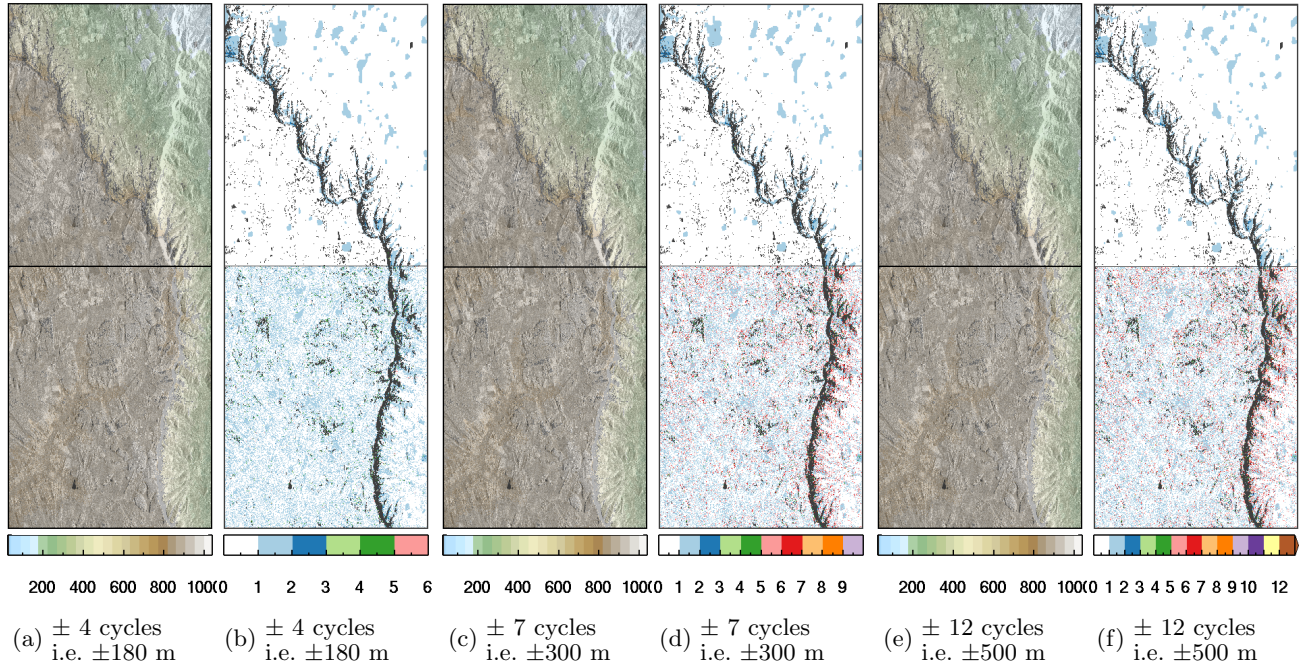 200 400 600 800 1000
0 1 2 3 4 5 6
200 400 600 800 1000
0 1 2 3 4 5 6 7 8 9
200 400 600 800 1000
0 1 2 3 4 5 6 7 8 9 10 12
(a) ± 4 cycles
i.e. ±180 m
(b) ± 4 cycles
i.e. ±180 m
(c) ± 7 cycles
i.e. ±300 m
(d) ± 7 cycles
i.e. ±300 m
(e) ± 12 cycles
i.e. ±500 m
(f) ± 12 cycles
i.e. ±500 m